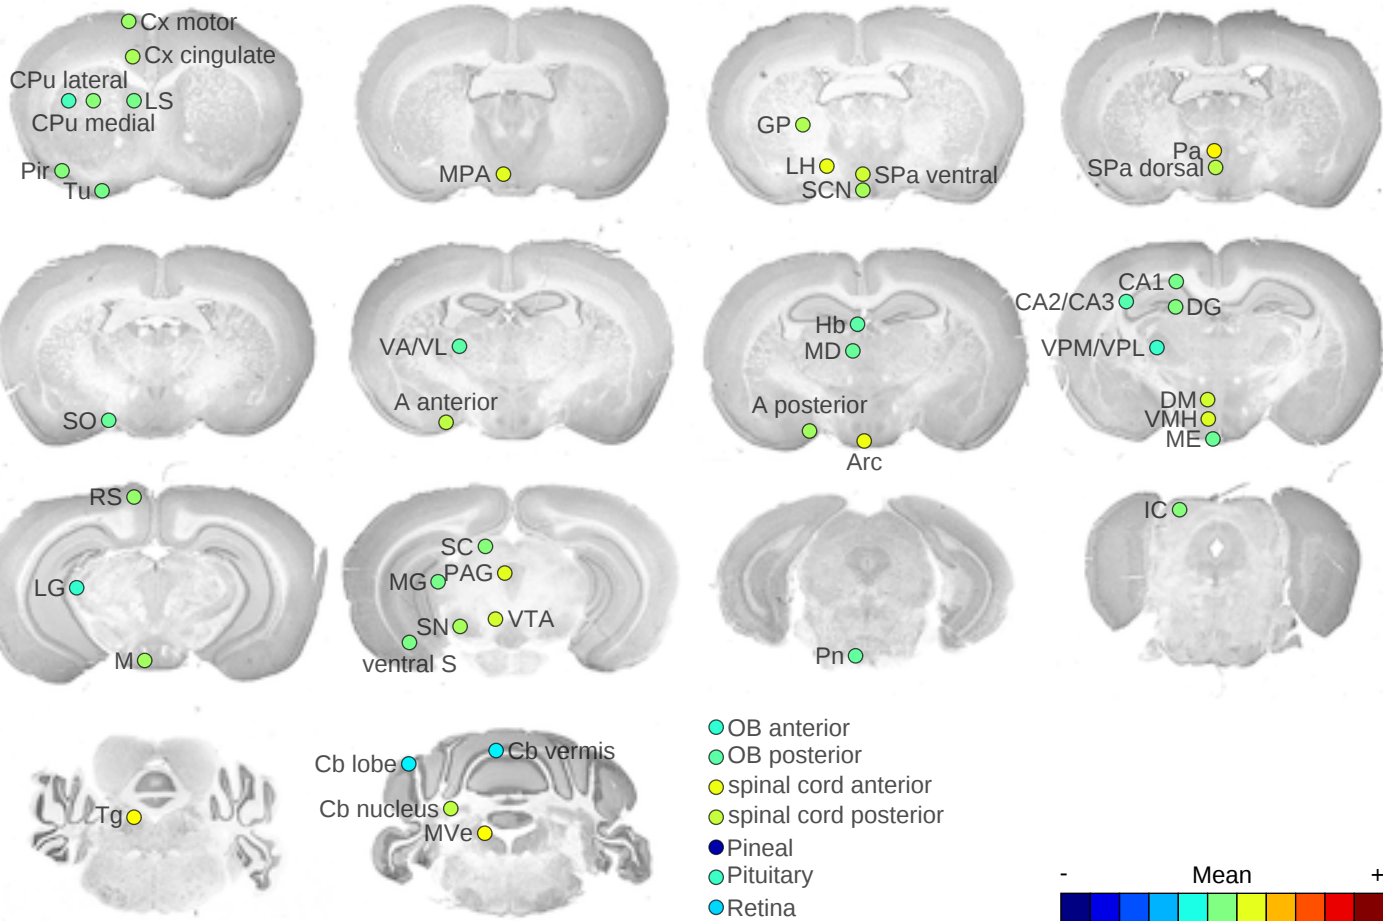 Cx motor
Cx cingulate
CPu lateral
LS
CPu medial
Pir
Tu
MPA
GP
LH
SPa ventral
SCN
Pa
SPa dorsal
SO
VA/VL
A anterior
Hb
MD
A posterior
Arc
CA1
CA2/CA3
DG
VPM/VPL
DM
VMH
ME
RS
LG
M
SC
MG
PAG
SN
VTA
ventral S
Pn
IC
Tg
Cb lobe
Cb vermis
Cb nucleus
MVe
OB anterior
OB posterior
spinal cord anterior
spinal cord posterior
Pineal
Pituitary
Retina
- Mean +